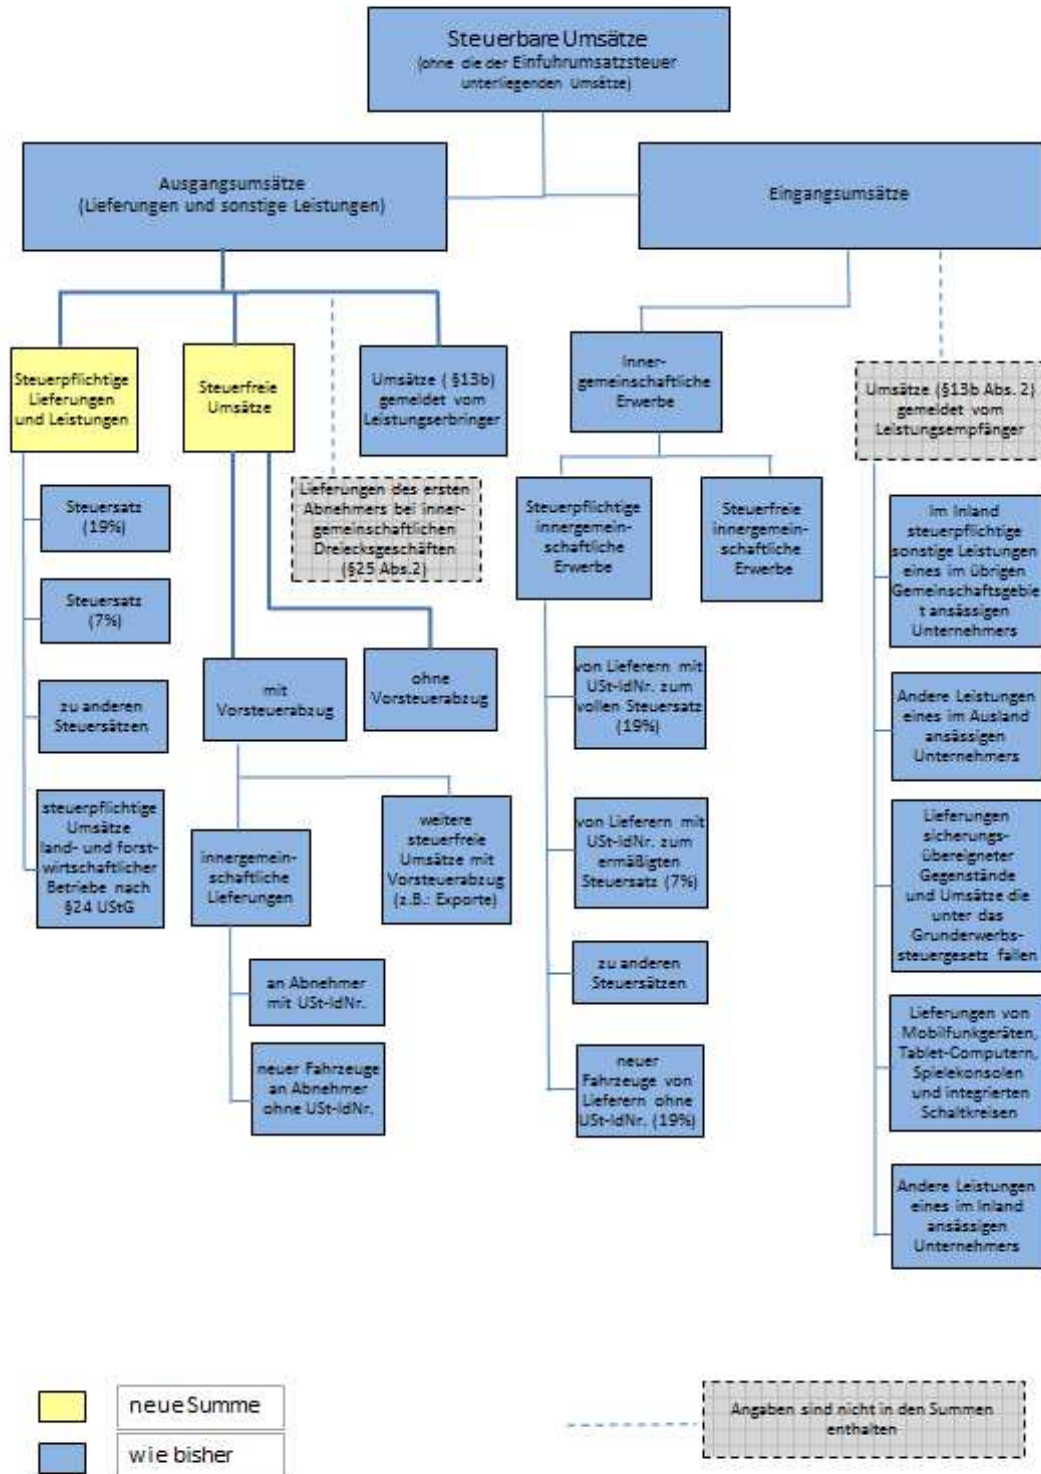 Steuerbare Umsätze
(ohne die der Einfuhrumsatzsteuer
unterliegenden Umsätze)
Ausgangsumsätze
(Lieferungen und sonstige Leistungen)
Eingangsumsätze
Steuerpflichtige
Lieferungen
und Leistungen
Steuerfreie
Umsätze
Umsätze ( §13b)
gemeldet vom
Leistungserbringer
Inner-
gemeinschaftliche
Erwerbe
Umsätze (§13b Abs. 2)
gemeldet vom
Leistungsempfänger
Lieferungen des ersten
Abnehmers bei inner-
gemeinschaftlichen
Dreiecksgeschäften
(§25 Abs.2)
Steuersatz
(19%)
Steuersatz
(7%)
zu anderen
Steuersätzen
steuerpflichtige
Umsätze
land- und forst-
wirtschaftlicher
Betriebe nach
§24 UStG
mit
Vorsteuerabzug
ohne
Vorsteuerabzug
innergemein-
schaftliche
Lieferungen
weitere
steuerfreie
Umsätze mit
Vorsteuerabzug
(z.B.: Exporte)
an Abnehmer
mit USt-IdNr.
neuer Fahrzeuge
an Abnehmer
ohne USt-IdNr.
Steuerpflichtige
innergemein-
schaftliche
Erwerbe
Steuerfreie
innergemein-
schaftliche
Erwerbe
von Lieferern mit
USt-IdNr. zum
vollen Steuersatz
(19%)
von Lieferern mit
USt-IdNr. zum
ermäßigten
Steuersatz (7%)
zu anderen
Steuersätzen
neuer
Fahrzeuge von
Lieferern ohne
USt-IdNr. (19%)
Im Inland
steuerpflichtige
sonstige Leistungen
eines im übrigen
Gemeinschaftsgebie
t ansässigen
Unternehmers
Andere Leistungen
eines im Ausland
ansässigen
Unternehmers
Lieferungen
sicherungs-
übereigneter
Gegenstände
und Umsätze die
unter das
Grunderwerbs-
steuergesetz fallen
Lieferungen von
Mobilfunkgeräten,
Tablet-Computern,
Spielekonsolen
und integrierten
Schaltkreisen
Andere Leistungen
eines im Inland
ansässigen
Unternehmers
neue Summe
wie bisher
Angaben sind nicht in den Summen
enthalten